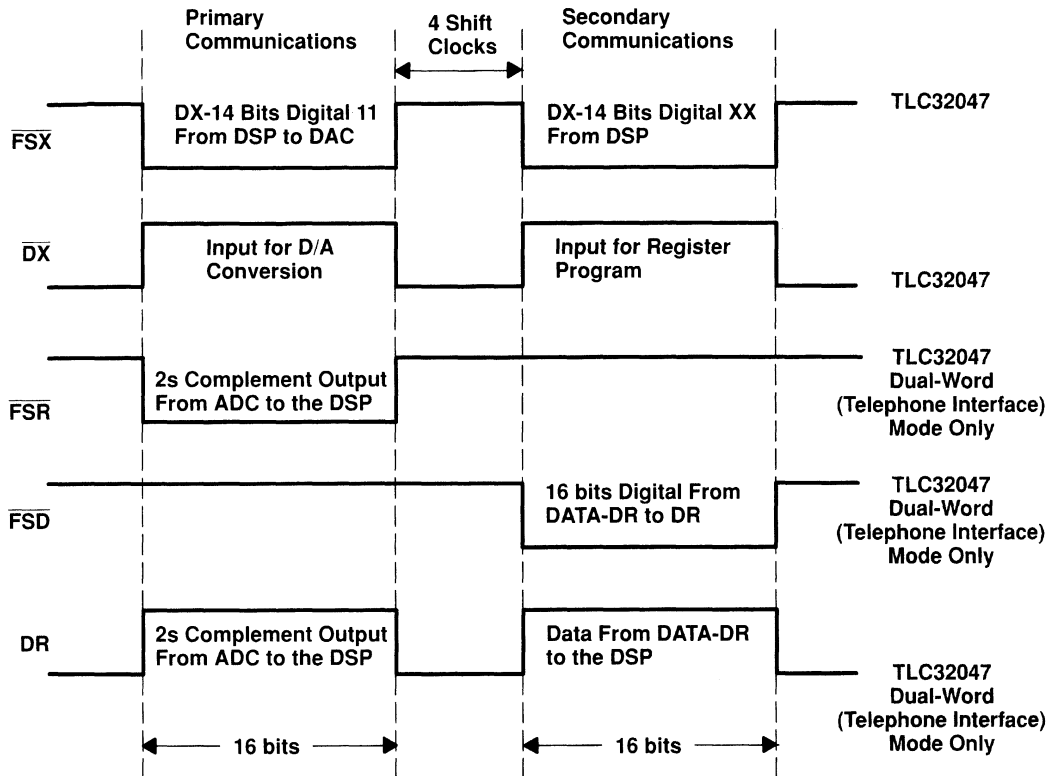 Primary
Communications
4 Shift
Clocks
Secondary
Communications
FSX
DX-14 Bits Digital 11
From DSP to DAC
DX-14 Bits Digital XX
From DSP
TLC32047
DX
Input for D/A
Conversion
Input for Register
Program
TLC32047
FSR
2s Complement Output
From ADC to the DSP
TLC32047
Dual-Word
(Telephone Interface)
Mode Only
FSD
16 bits Digital From
DATA-DR to DR
TLC32047
Dual-Word
(Telephone Interface)
Mode Only
DR
2s Complement Output
From ADC to the DSP
Data From DATA-DR
to the DSP
TLC32047
Dual-Word
(Telephone Interface)
Mode Only
16 bits
16 bits